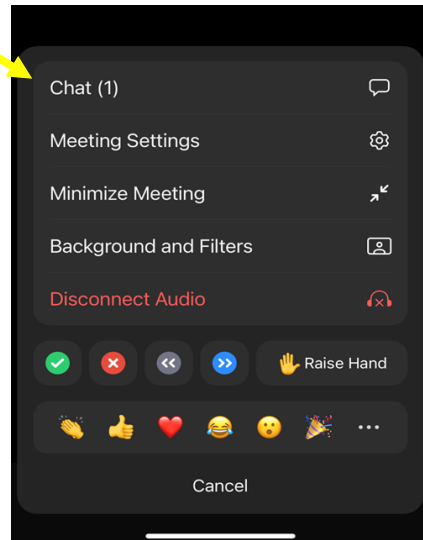 Chat (1)
Meeting Settings
Minimize Meeting
Background and Filters
Disconnect Audio
Raise Hand
Cancel